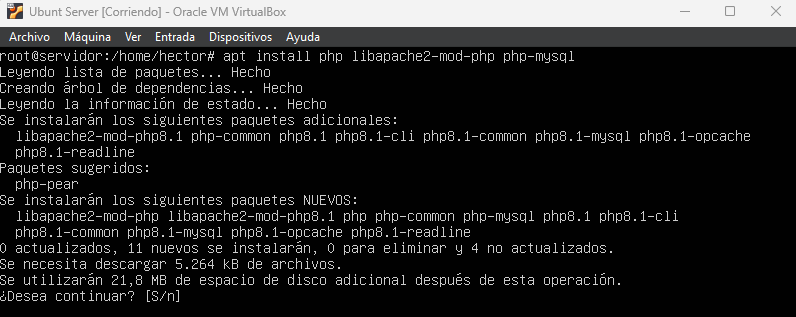 Ubunt Server [Corriendo] - Oracle VM VirtualBox
Archivo Máquina Ver Entrada Dispositivos Ayuda
root@servidor:/home/hector# apt install php libapache2-mod-php php-mysql
Leyendo lista de paquetes... Hecho
Creando árbol de dependencias... Hecho
Leyendo la información de estado... Hecho
Se instalarán los siguientes paquetes adicionales:
  libapache2-mod-php8.1 php-common php8.1 php8.1-cli php8.1-common php8.1-mysql php8.1-opcache
  php8.1-readline
Paquetes sugeridos:
  php-pear
Se instalarán los siguientes paquetes NUEVOS:
  libapache2-mod-php libapache2-mod-php8.1 php php-common php-mysql php8.1 php8.1-cli
  php8.1-common php8.1-mysql php8.1-opcache php8.1-readline
0 actualizados, 11 nuevos se instalarán, 0 para eliminar y 4 no actualizados.
Se necesita descargar 5.264 kB de archivos.
Se utilizarán 21,8 MB de espacio de disco adicional después de esta operación.
¿Desea continuar? [S/n]